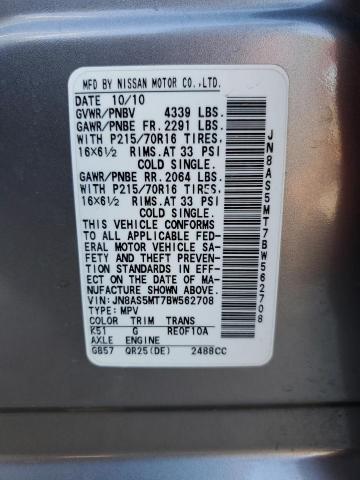 MFD BY NISSAN MOTOR CO.,LTD.
DATE 10/10
GVWR/PNBV 4339 LBS.
GAWR/PNBE FR. 2291 LBS.
WITH P215/70R16 TIRES,
16X6½ RIMS.AT 33 PSI
COLD SINGLE.
GAWR/PNBE RR. 2064 LBS.
WITH P215/70R16 TIRES,
16X6½ RIMS.AT 33 PSI
COLD SINGLE.
THIS VEHICLE CONFORMS
TO ALL APPLICABLE FED-
ERAL MOTOR VEHICLE SA-
FETY AND THEFT PREVENTION
STANDARDS IN EFFECT
ON THE DATE OF MA-
NUFACTURE SHOWN ABOVE.
VIN: JN8AS5MT7BW562708
TYPE: MPV
COLOR TRIM TRANS
K51 G RE0F10A
AXLE ENGINE
GB57 QR25(DE) 2488CC
JN8AS5MT7BW562708